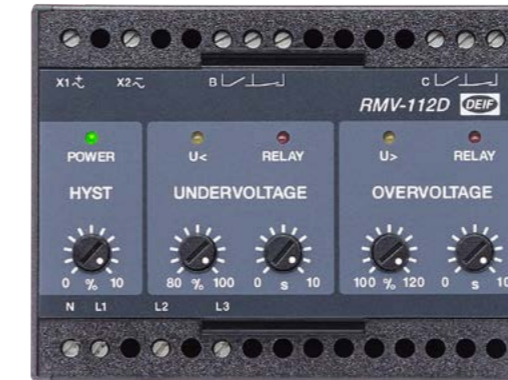 X1 X2 B C
RMV-112D DEIF
POWER U< RELAY U> RELAY
HYST UNDERVOLTAGE OVERVOLTAGE
0 % 10 80 % 100 0 s 10 100 % 120 0 s 10
N L1 L2 L3